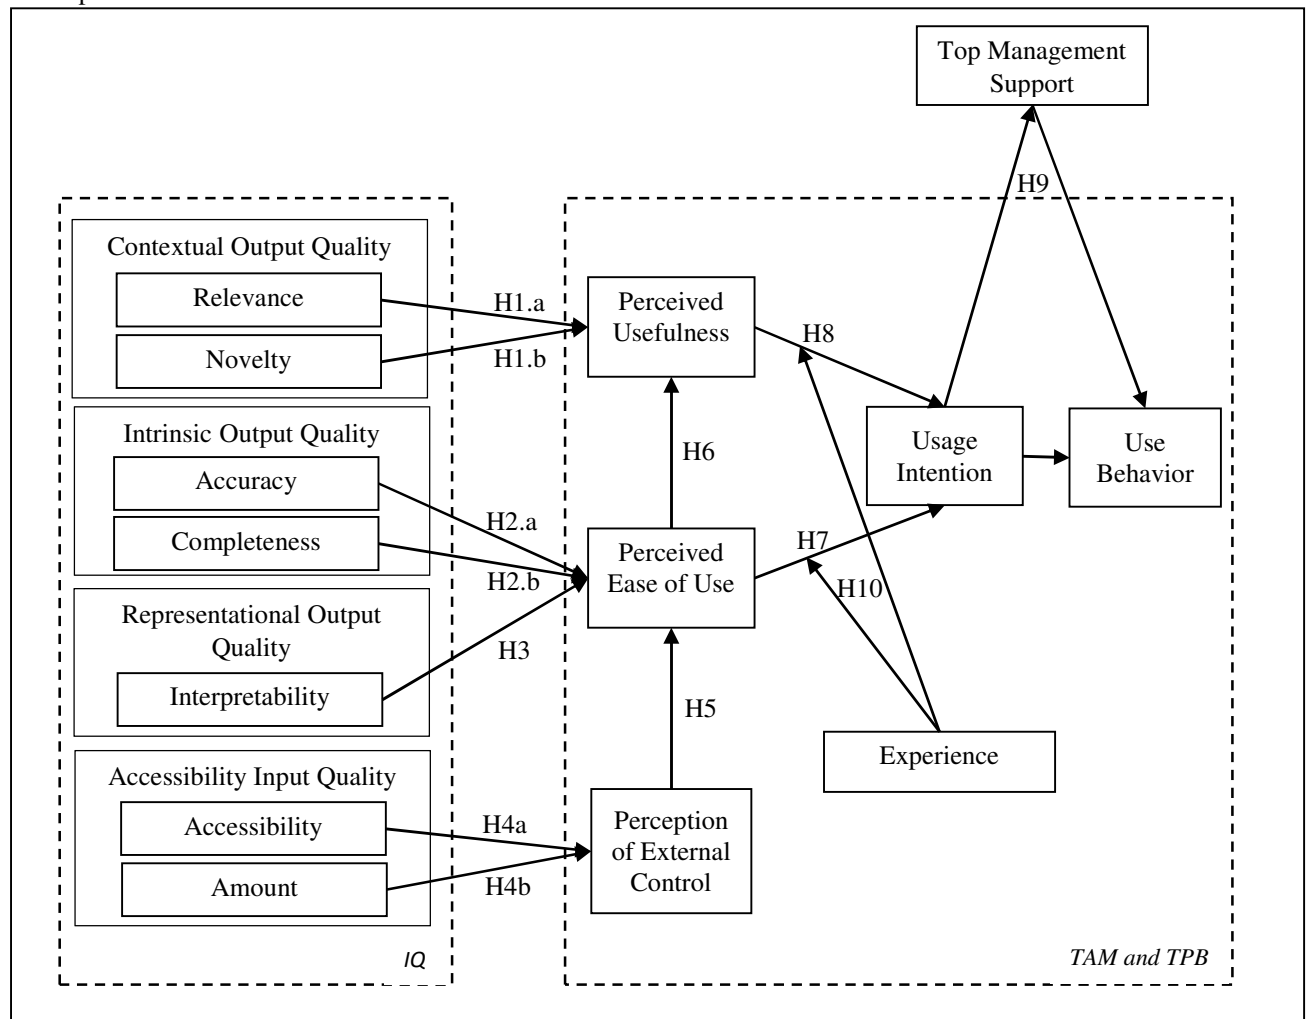 Top Management
Support
H9
Contextual Output Quality
Relevance
Novelty
H1.a
H1.b
Perceived
Usefulness
H8
Intrinsic Output Quality
Accuracy
Completeness
H2.a
H2.b
H6
Usage
Intention
Use
Behavior
Perceived
Ease of Use
H7
H10
Representational Output
Quality
Interpretability
H3
H5
Experience
Accessibility Input Quality
Accessibility
Amount
H4a
H4b
Perception
of External
Control
IQ
TAM and TPB